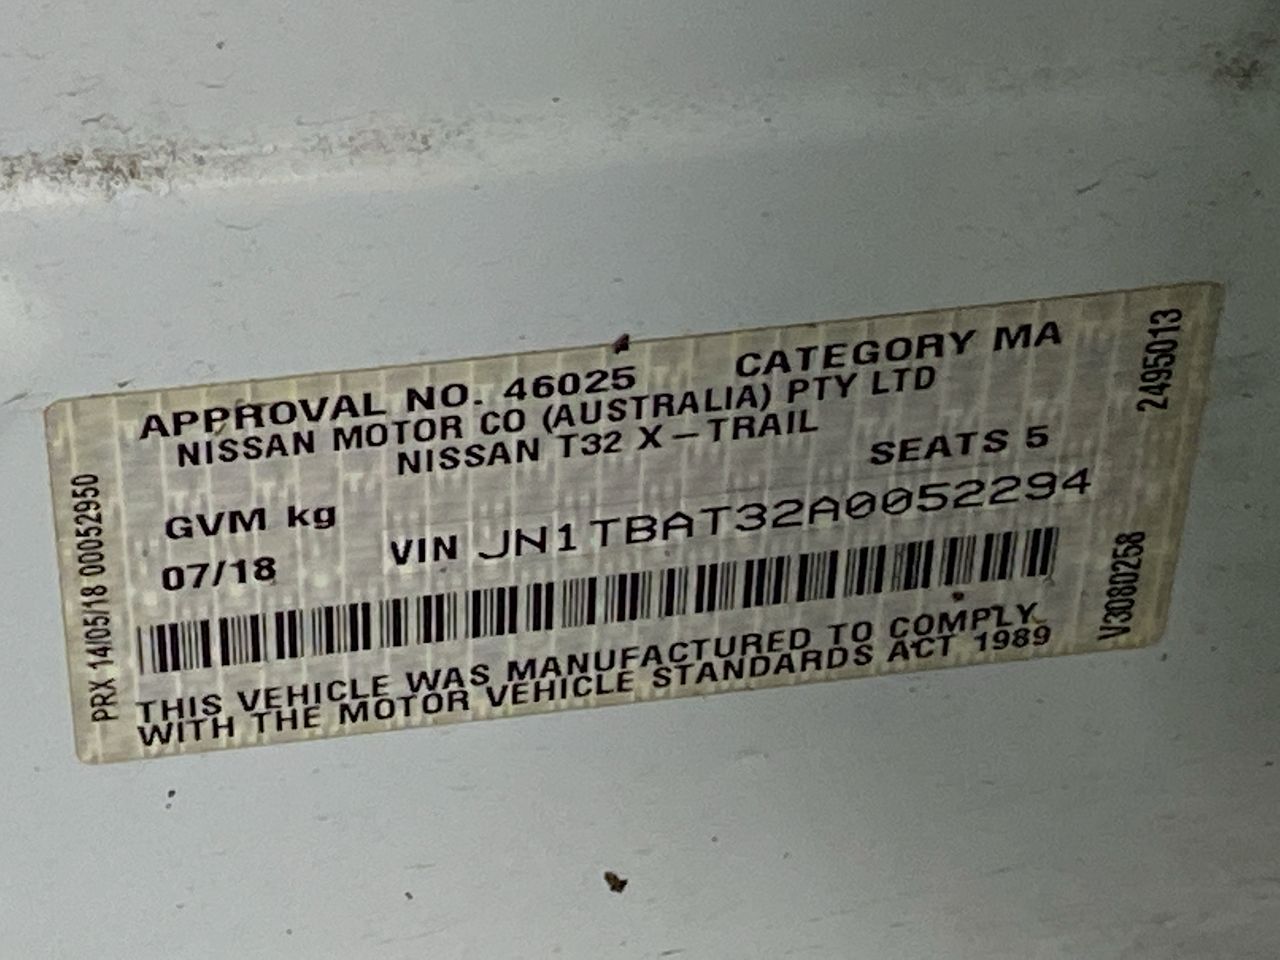 APPROVAL NO. 46025 CATEGORY MA
NISSAN MOTOR CO (AUSTRALIA) PTY LTD
NISSAN T32 X-TRAIL
SEATS 5
GVM kg
07/18 VIN JN1TBAT32A0052294
THIS VEHICLE WAS MANUFACTURED TO COMPLY
WITH THE MOTOR VEHICLE STANDARDS ACT 1989
PRX 14/05/18 00052950
2495013
V3080258